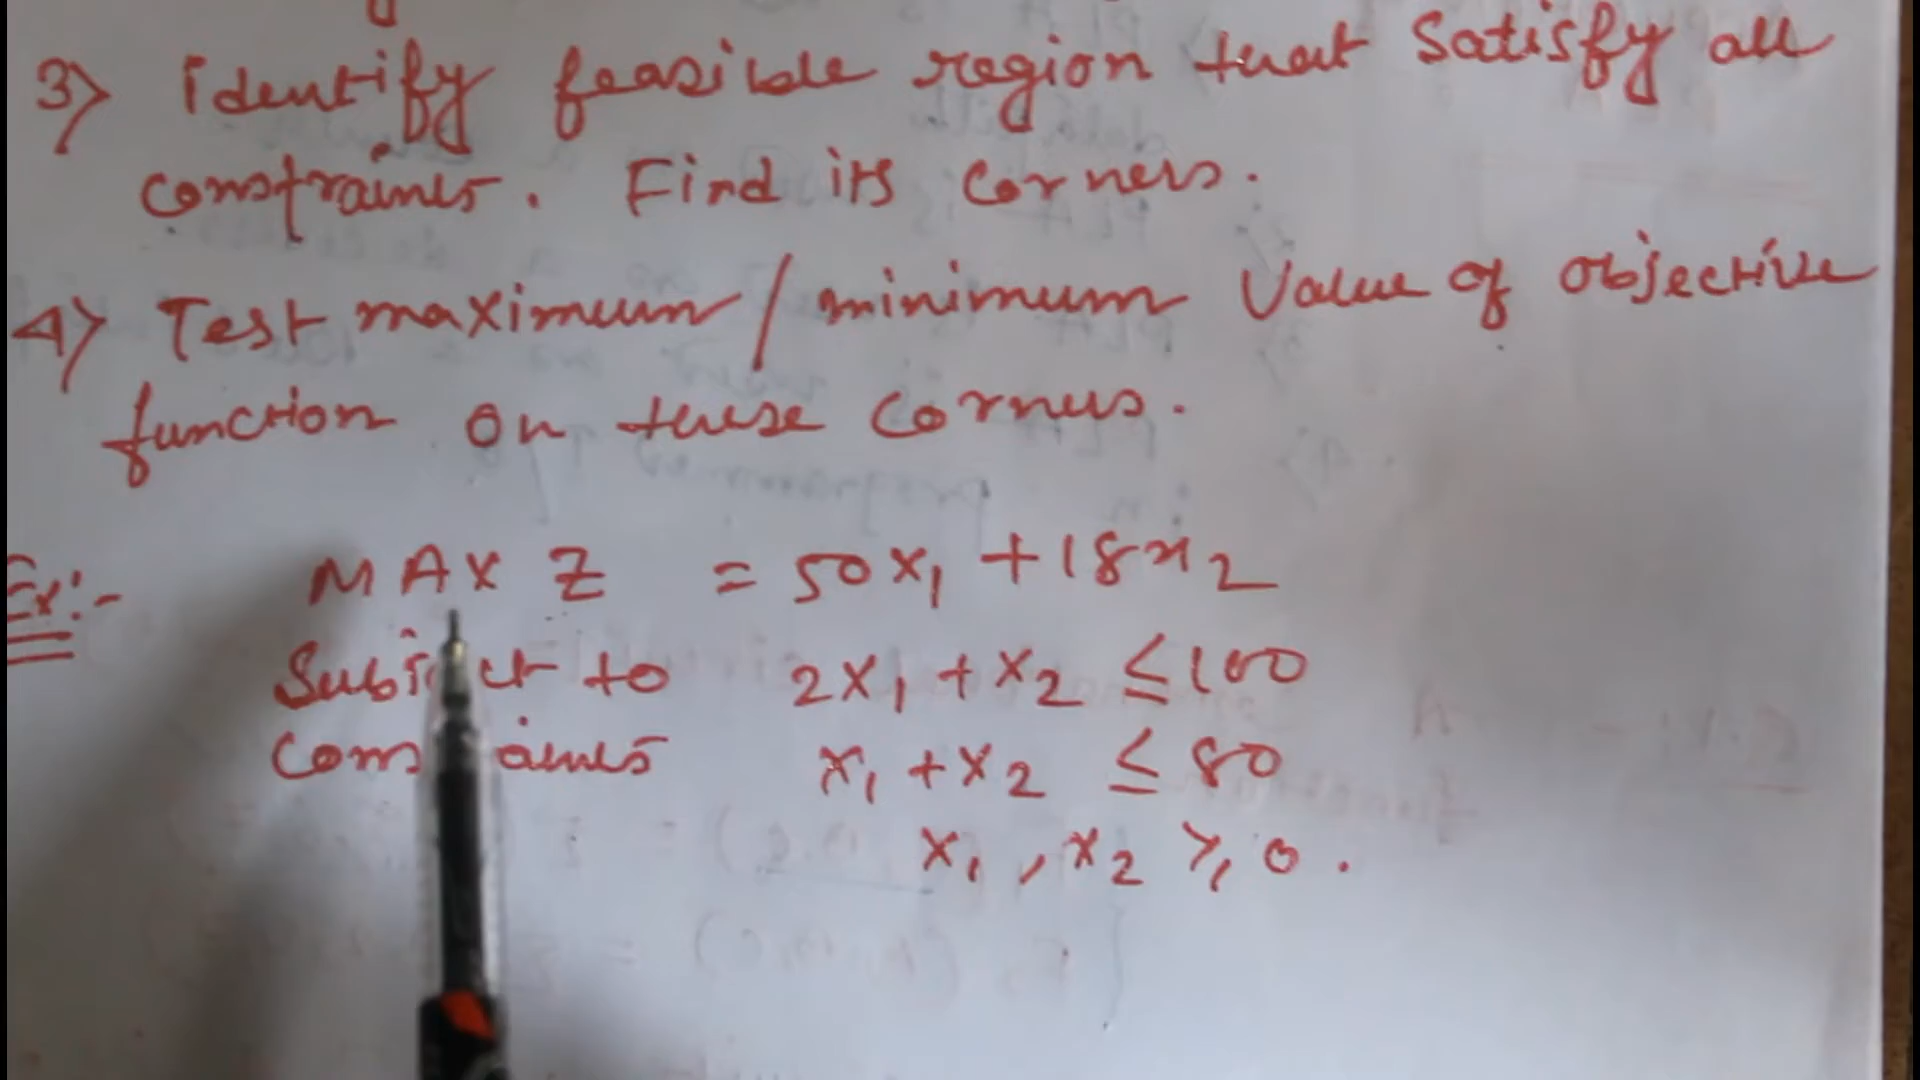 3) Identify feasible region that satisfy all
constraints. Find its corners.
4) Test maximum/minimum value of objective
function on these corners.
Ex:- MAX Z = 50x₁ + 18x₂
Subject to 2x₁ + x₂ ≤ 100
Constraints x₁ + x₂ ≤ 80
x₁, x₂ ≥ 0.